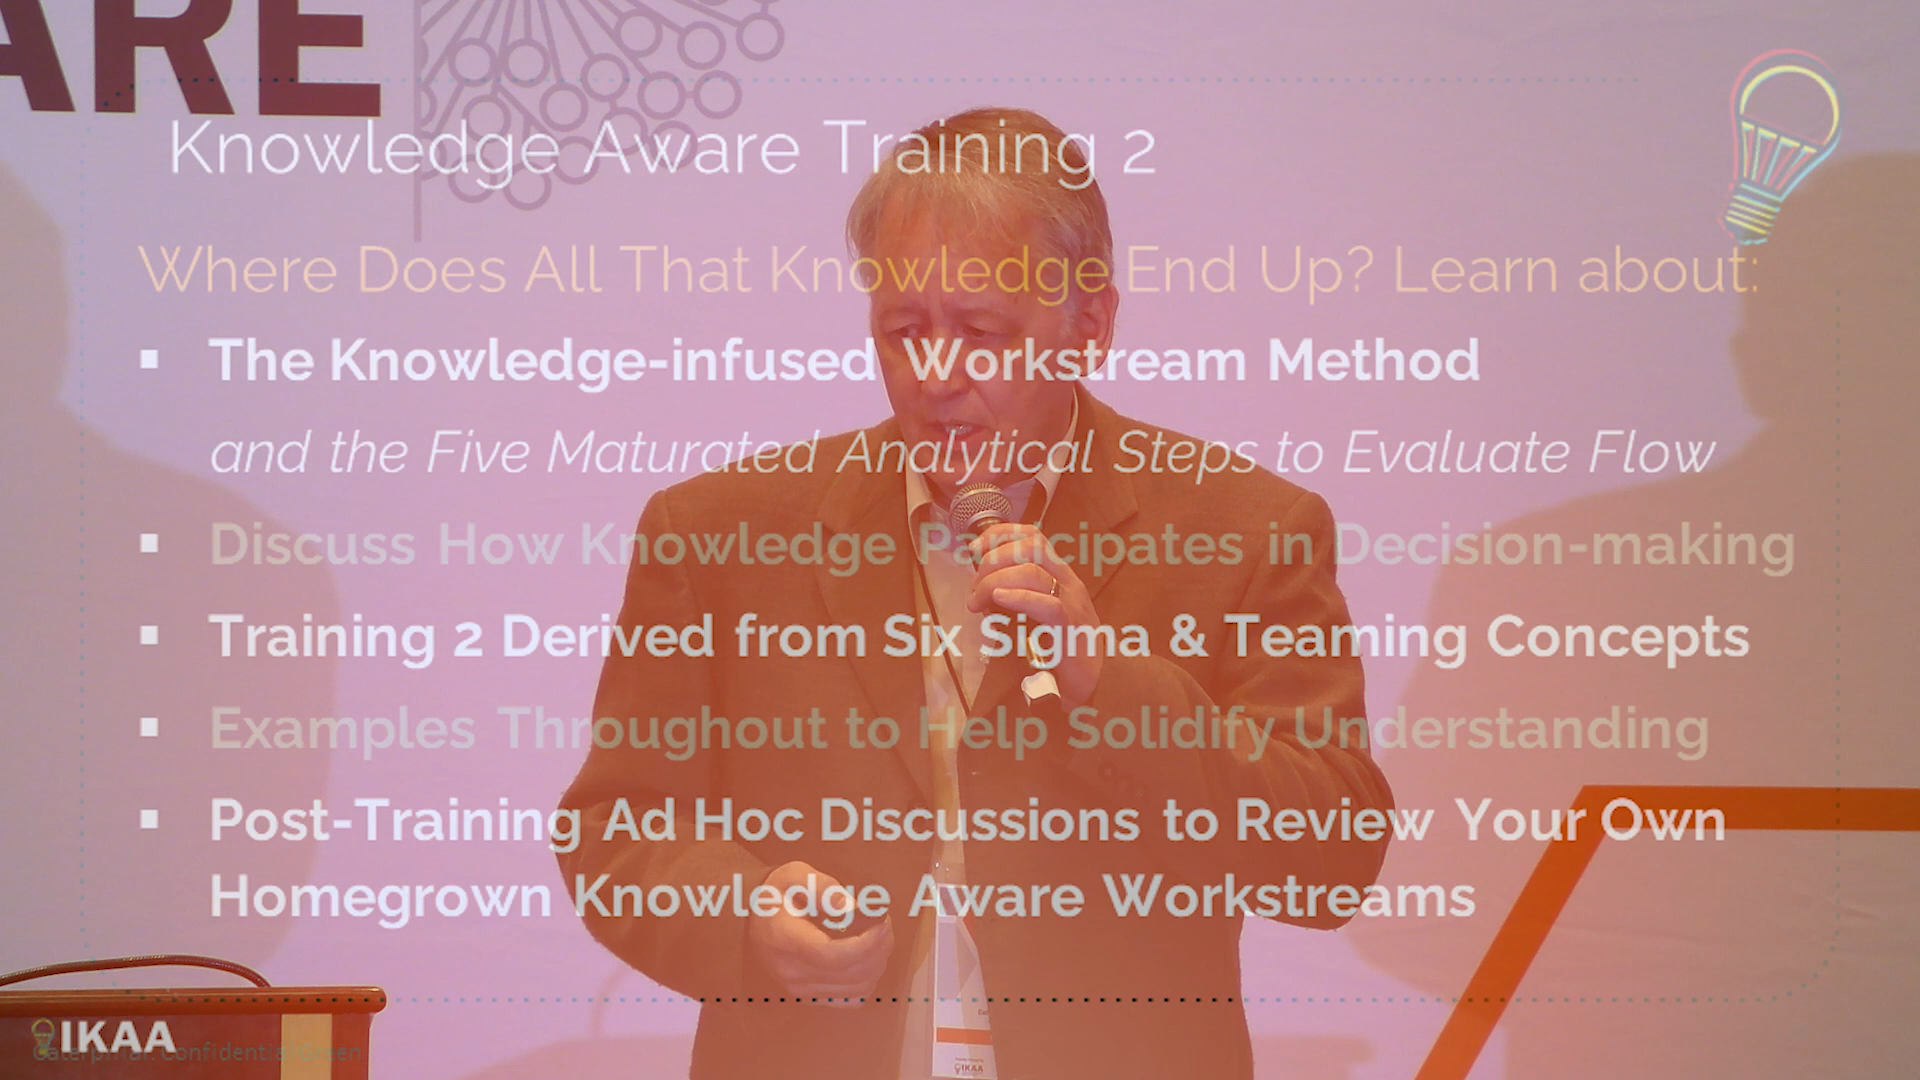 ARE
Knowledge Aware Training 2
Where Does All That Knowledge End Up? Learn about:
▪ The Knowledge-infused Workstream Method
and the Five Maturated Analytical Steps to Evaluate Flow
▪ Discuss How Knowledge Participates in Decision-making
▪ Training 2 Derived from Six Sigma & Teaming Concepts
▪ Examples Throughout to Help Solidify Understanding
▪ Post-Training Ad Hoc Discussions to Review Your Own
Homegrown Knowledge Aware Workstreams
IKAA
Caterpillar: Confidential Green
IKAA